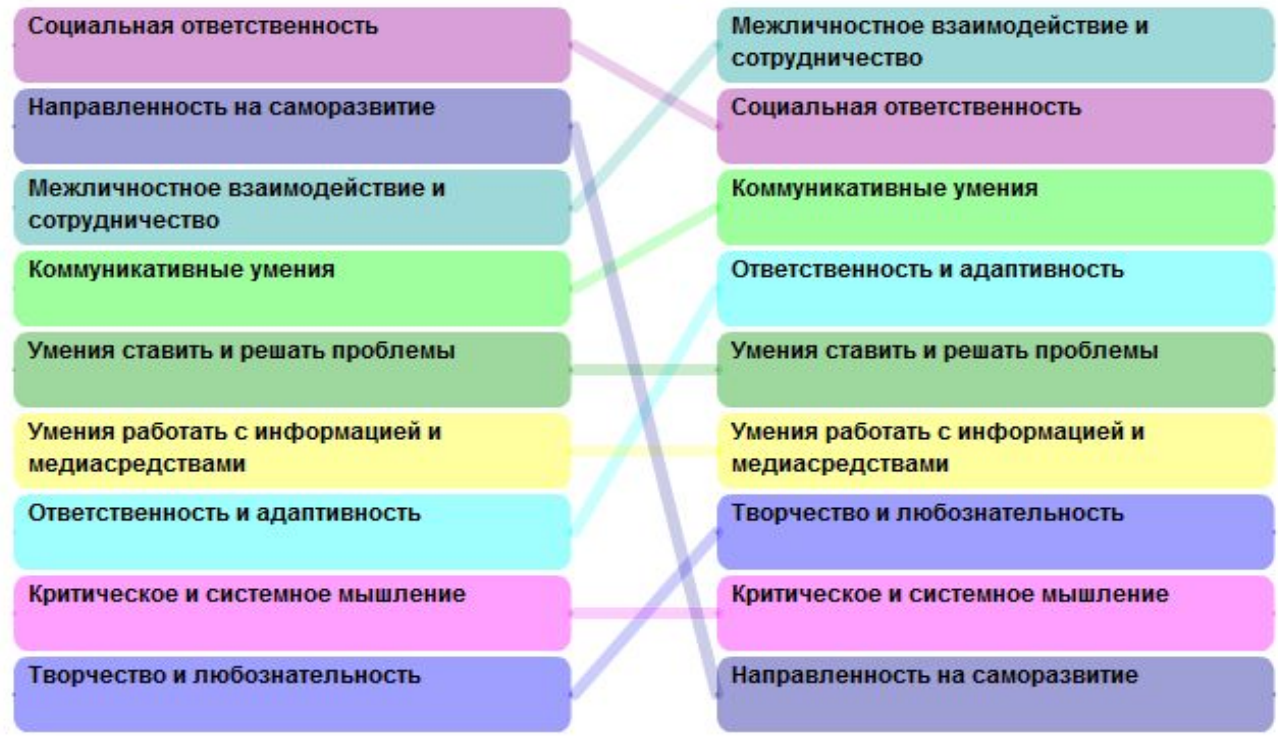 Социальная ответственность
Направленность на саморазвитие
Межличностное взаимодействие и
сотрудничество
Коммуникативные умения
Умения ставить и решать проблемы
Умения работать с информацией и
медиасредствами
Ответственность и адаптивность
Критическое и системное мышление
Творчество и любознательность
Межличностное взаимодействие и
сотрудничество
Социальная ответственность
Коммуникативные умения
Ответственность и адаптивность
Умения ставить и решать проблемы
Умения работать с информацией и
медиасредствами
Творчество и любознательность
Критическое и системное мышление
Направленность на саморазвитие